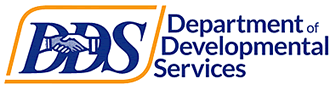 DDS
Department of
Developmental
Services